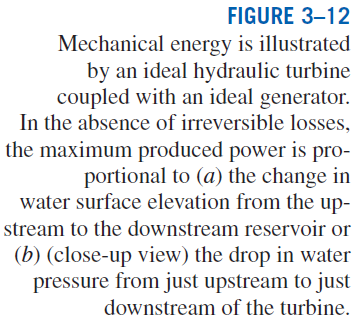 FIGURE 3–12
Mechanical energy is illustrated
by an ideal hydraulic turbine
coupled with an ideal generator.
In the absence of irreversible losses,
the maximum produced power is pro-
portional to (a) the change in
water surface elevation from the up-
stream to the downstream reservoir or
(b) (close-up view) the drop in water
pressure from just upstream to just
downstream of the turbine.